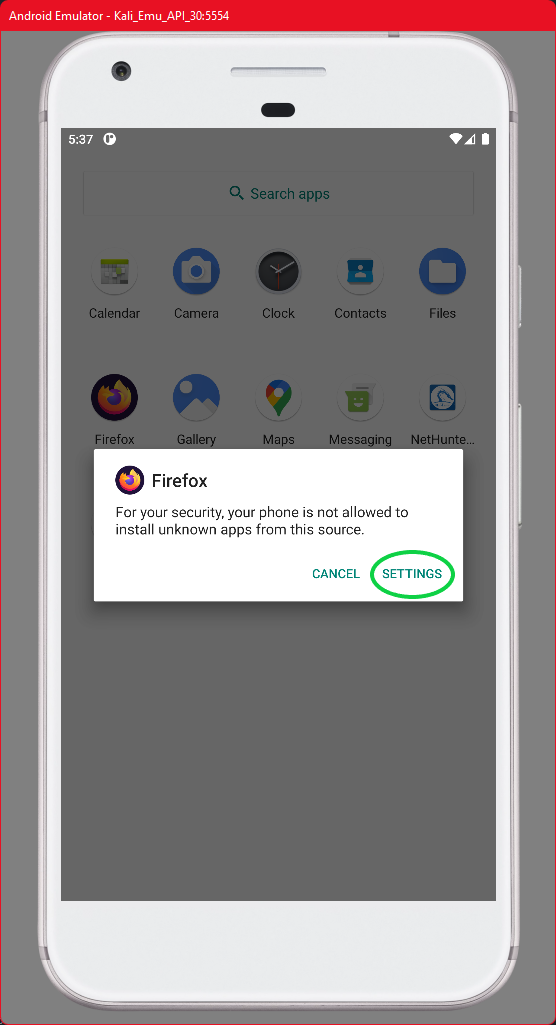 Android Emulator - Kali_Emu_API_30:5554
5:37
Search apps
Calendar Camera Clock Contacts Files
Firefox Gallery Maps Messaging NetHunte...
Firefox
For your security, your phone is not allowed to
install unknown apps from this source.
CANCEL SETTINGS